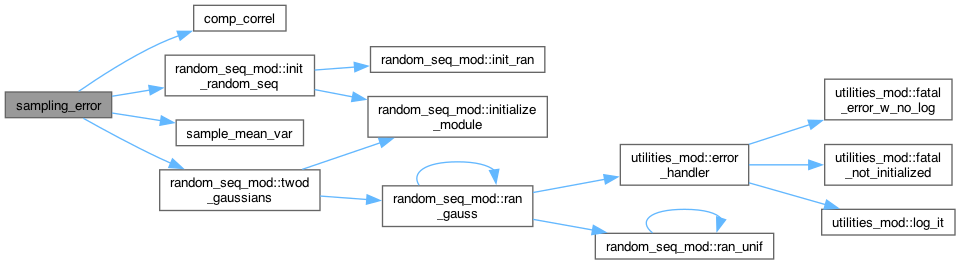 sampling_error
comp_correl
random_seq_mod::init
_random_seq
sample_mean_var
random_seq_mod::twod
_gaussians
random_seq_mod::init_ran
random_seq_mod::initialize
_module
random_seq_mod::ran
_gauss
utilities_mod::error
_handler
random_seq_mod::ran_unif
utilities_mod::fatal
_error_w_no_log
utilities_mod::fatal
_not_initialized
utilities_mod::log_it